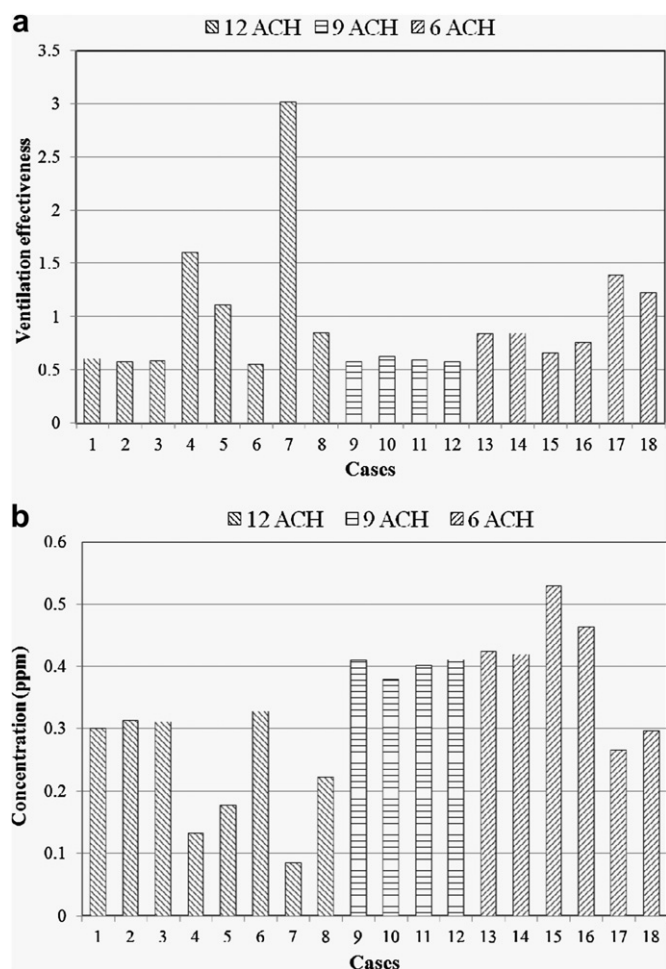 a
12 ACH 9 ACH 6 ACH
3.5
3
2.5
2
1.5
1
0.5
0
Ventilation effectiveness
1 2 3 4 5 6 7 8 9 10 11 12 13 14 15 16 17 18
Cases
b
12 ACH 9 ACH 6 ACH
0.6
0.5
0.4
0.3
0.2
0.1
0
Concentration (ppm)
1 2 3 4 5 6 7 8 9 10 11 12 13 14 15 16 17 18
Cases